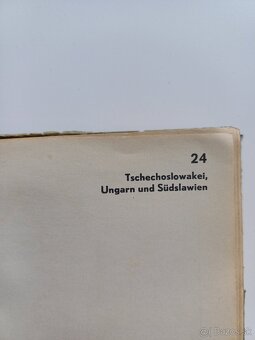 24
Tschechoslowakei,
Ungarn und Südslawien